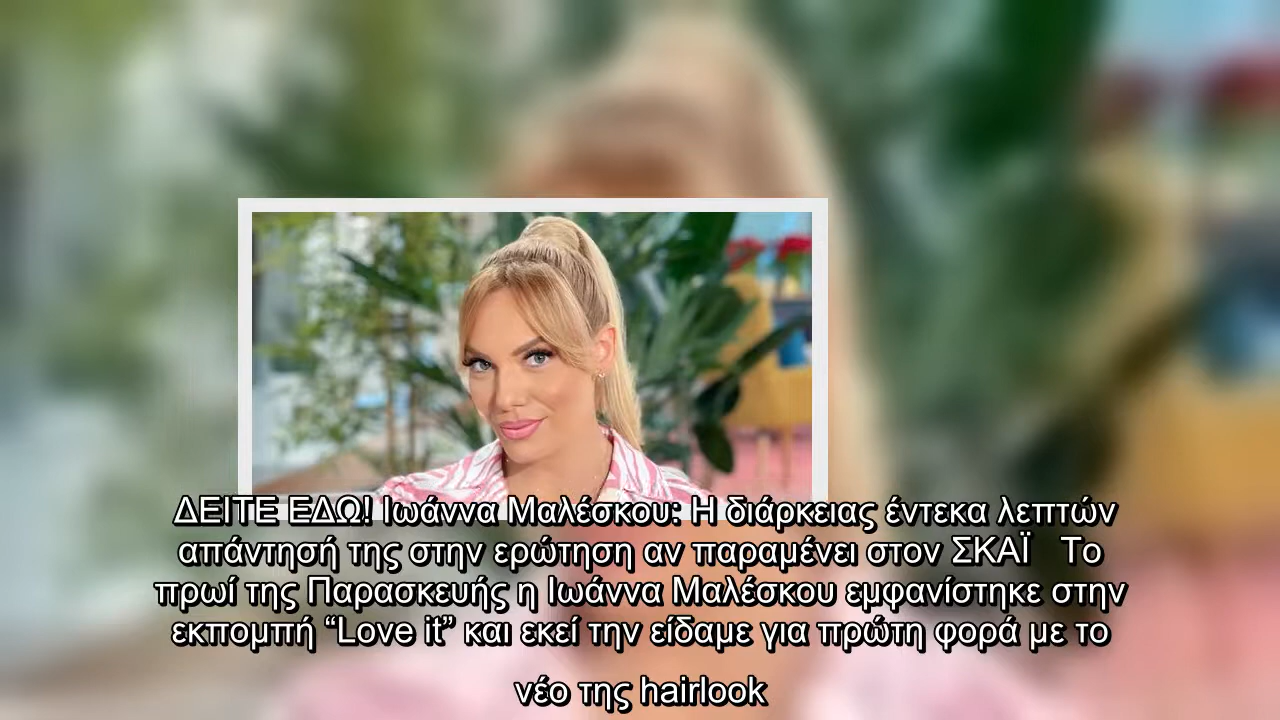 ΔΕΙΤΕ ΕΔΩ! Ιωάννα Μαλέσκου: Η διάρκειας έντεκα λεπτών
απάντησή της στην ερώτηση αν παραμένει στον ΣΚΑΪ Το
πρωί της Παρασκευής η Ιωάννα Μαλέσκου εμφανίστηκε στην
εκπομπή “Love it” και εκεί την είδαμε για πρώτη φορά με το
νέο της hairlook